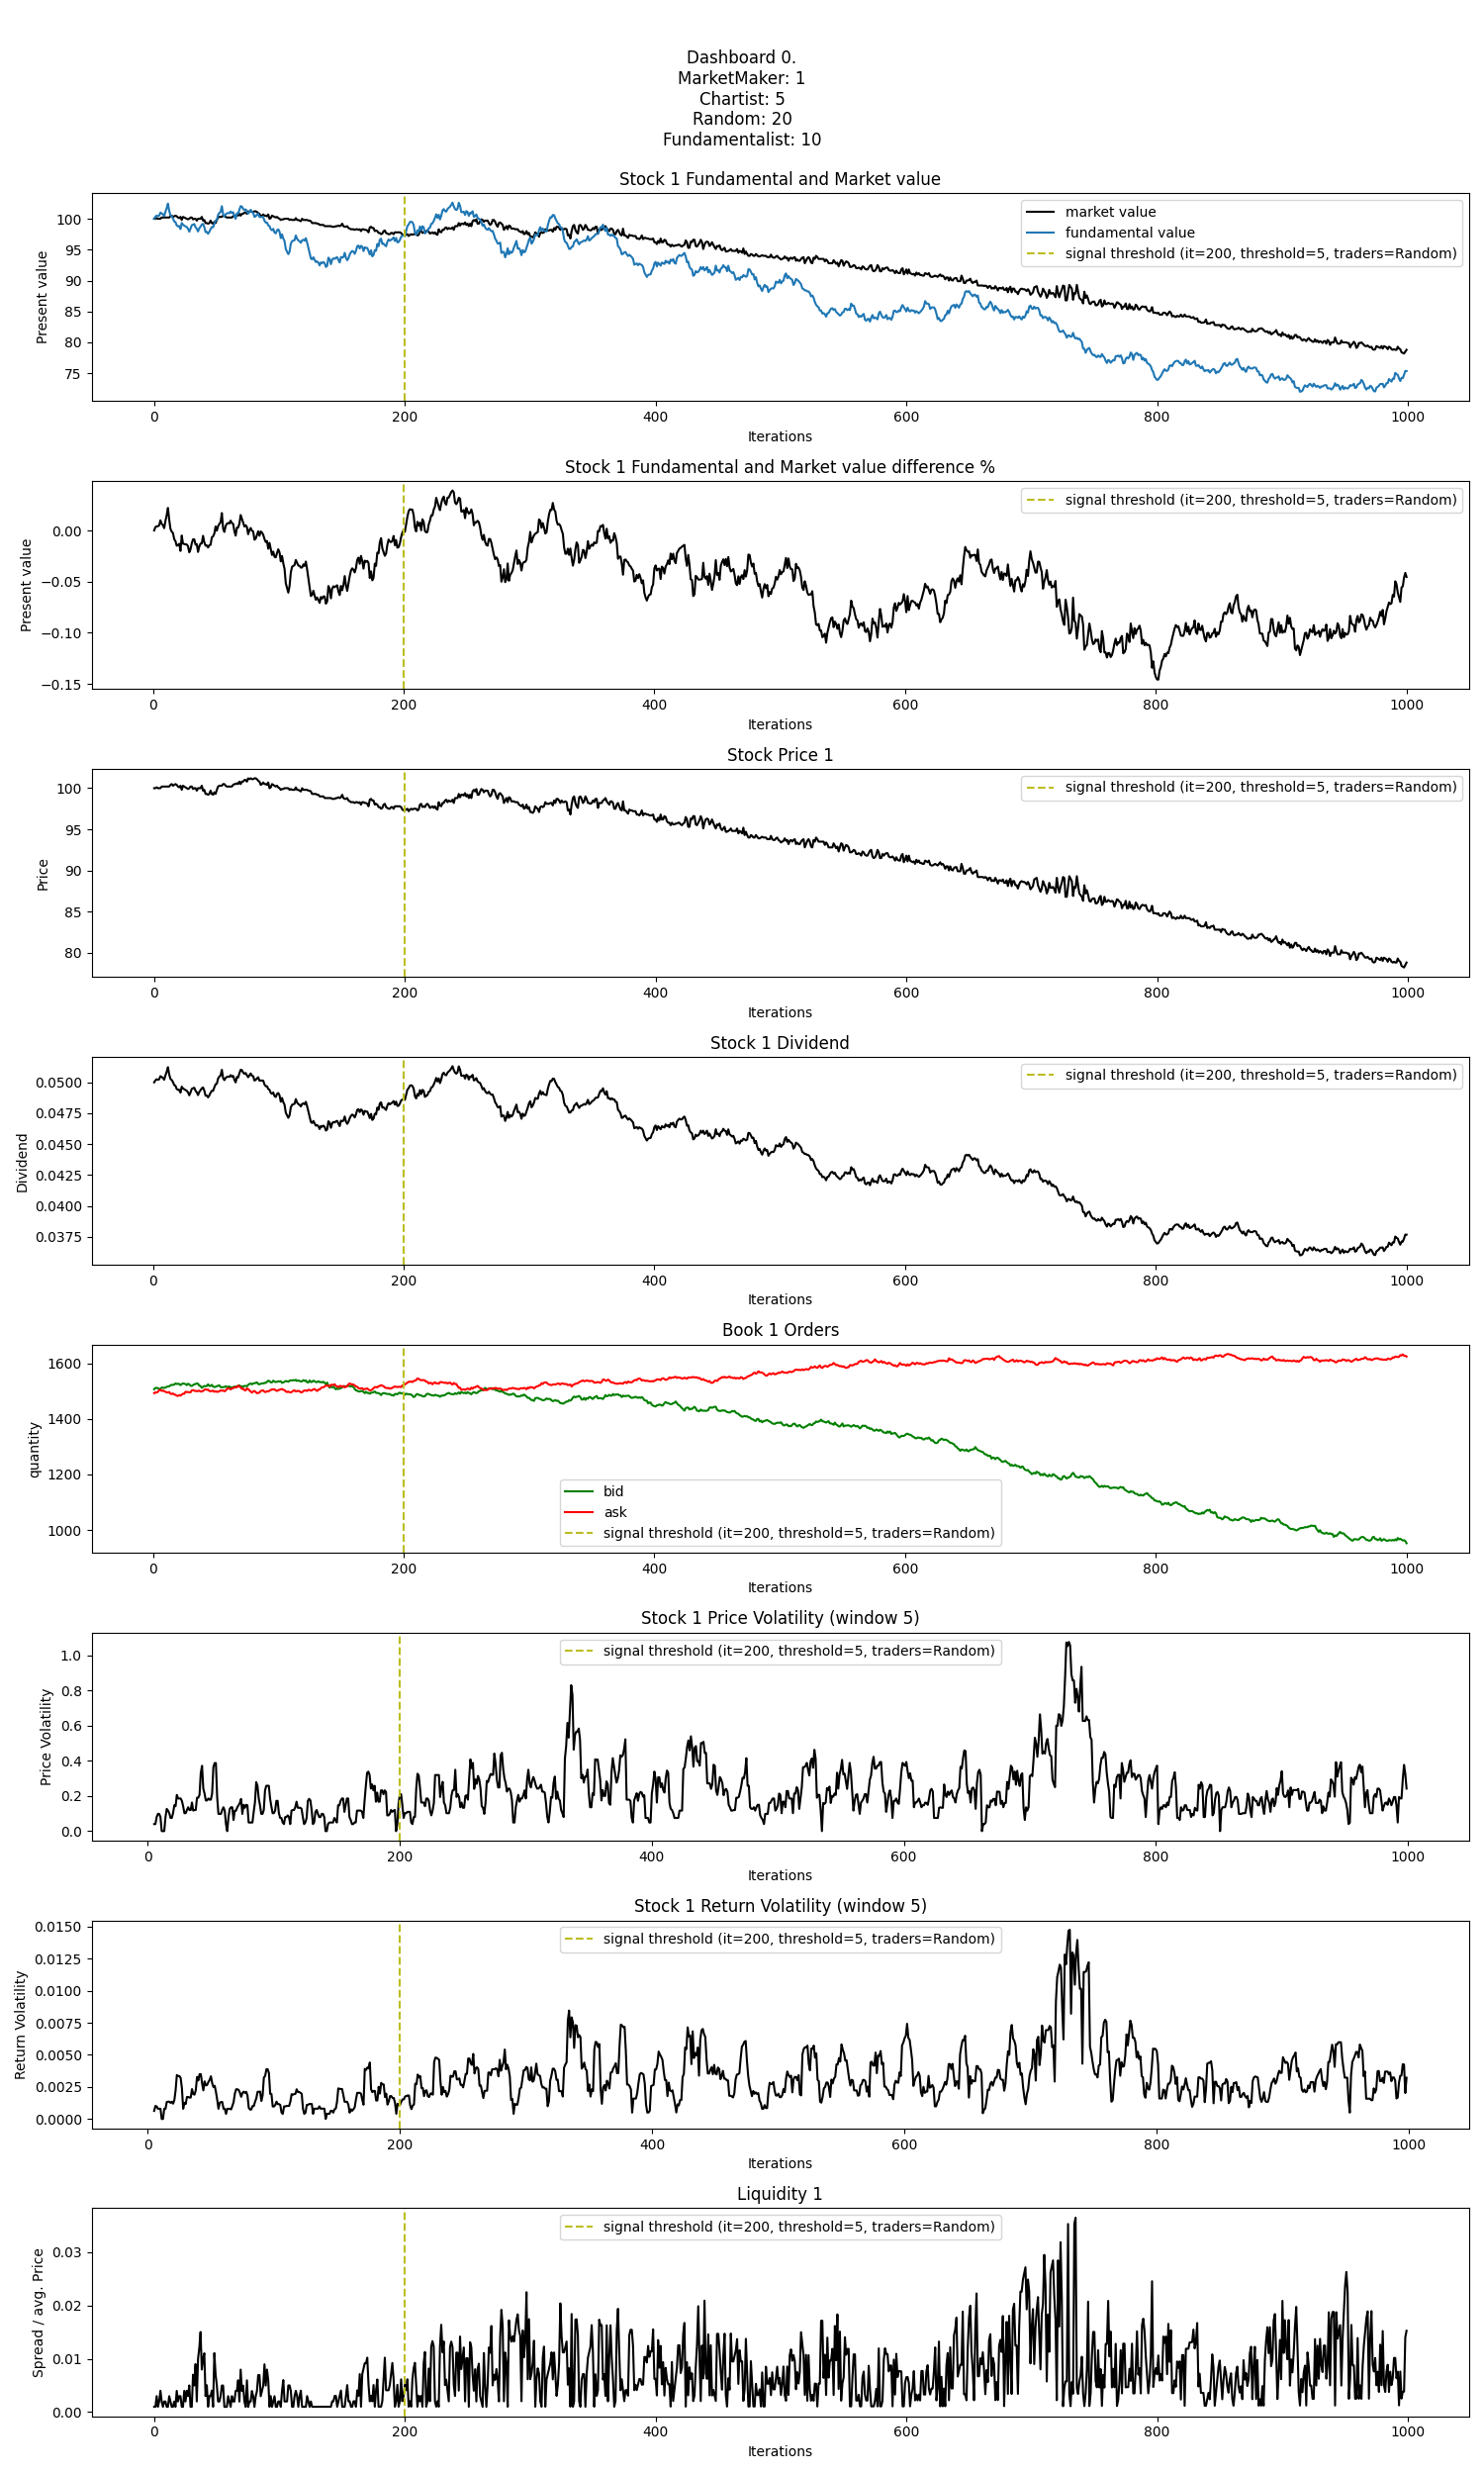 Dashboard 0.
MarketMaker: 1
Chartist: 5
Random: 20
Fundamentalist: 10
Stock 1 Fundamental and Market value
market value
fundamental value
signal threshold (it=200, threshold=5, traders=Random)
Present value
100
95
90
85
80
75
0 200 400 600 800 1000
Iterations
Stock 1 Fundamental and Market value difference %
signal threshold (it=200, threshold=5, traders=Random)
Present value
0.00
−0.05
−0.10
−0.15
0 200 400 600 800 1000
Iterations
Stock Price 1
signal threshold (it=200, threshold=5, traders=Random)
Price
100
95
90
85
80
0 200 400 600 800 1000
Iterations
Stock 1 Dividend
signal threshold (it=200, threshold=5, traders=Random)
Dividend
0.0500
0.0475
0.0450
0.0425
0.0400
0.0375
0 200 400 600 800 1000
Iterations
Book 1 Orders
quantity
1600
1400
1200
1000
bid
ask
signal threshold (it=200, threshold=5, traders=Random)
0 200 400 600 800 1000
Iterations
Stock 1 Price Volatility (window 5)
signal threshold (it=200, threshold=5, traders=Random)
Price Volatility
1.0
0.8
0.6
0.4
0.2
0.0
0 200 400 600 800 1000
Iterations
Stock 1 Return Volatility (window 5)
signal threshold (it=200, threshold=5, traders=Random)
Return Volatility
0.0150
0.0125
0.0100
0.0075
0.0050
0.0025
0.0000
0 200 400 600 800 1000
Iterations
Liquidity 1
signal threshold (it=200, threshold=5, traders=Random)
Spread / avg. Price
0.03
0.02
0.01
0.00
0 200 400 600 800 1000
Iterations